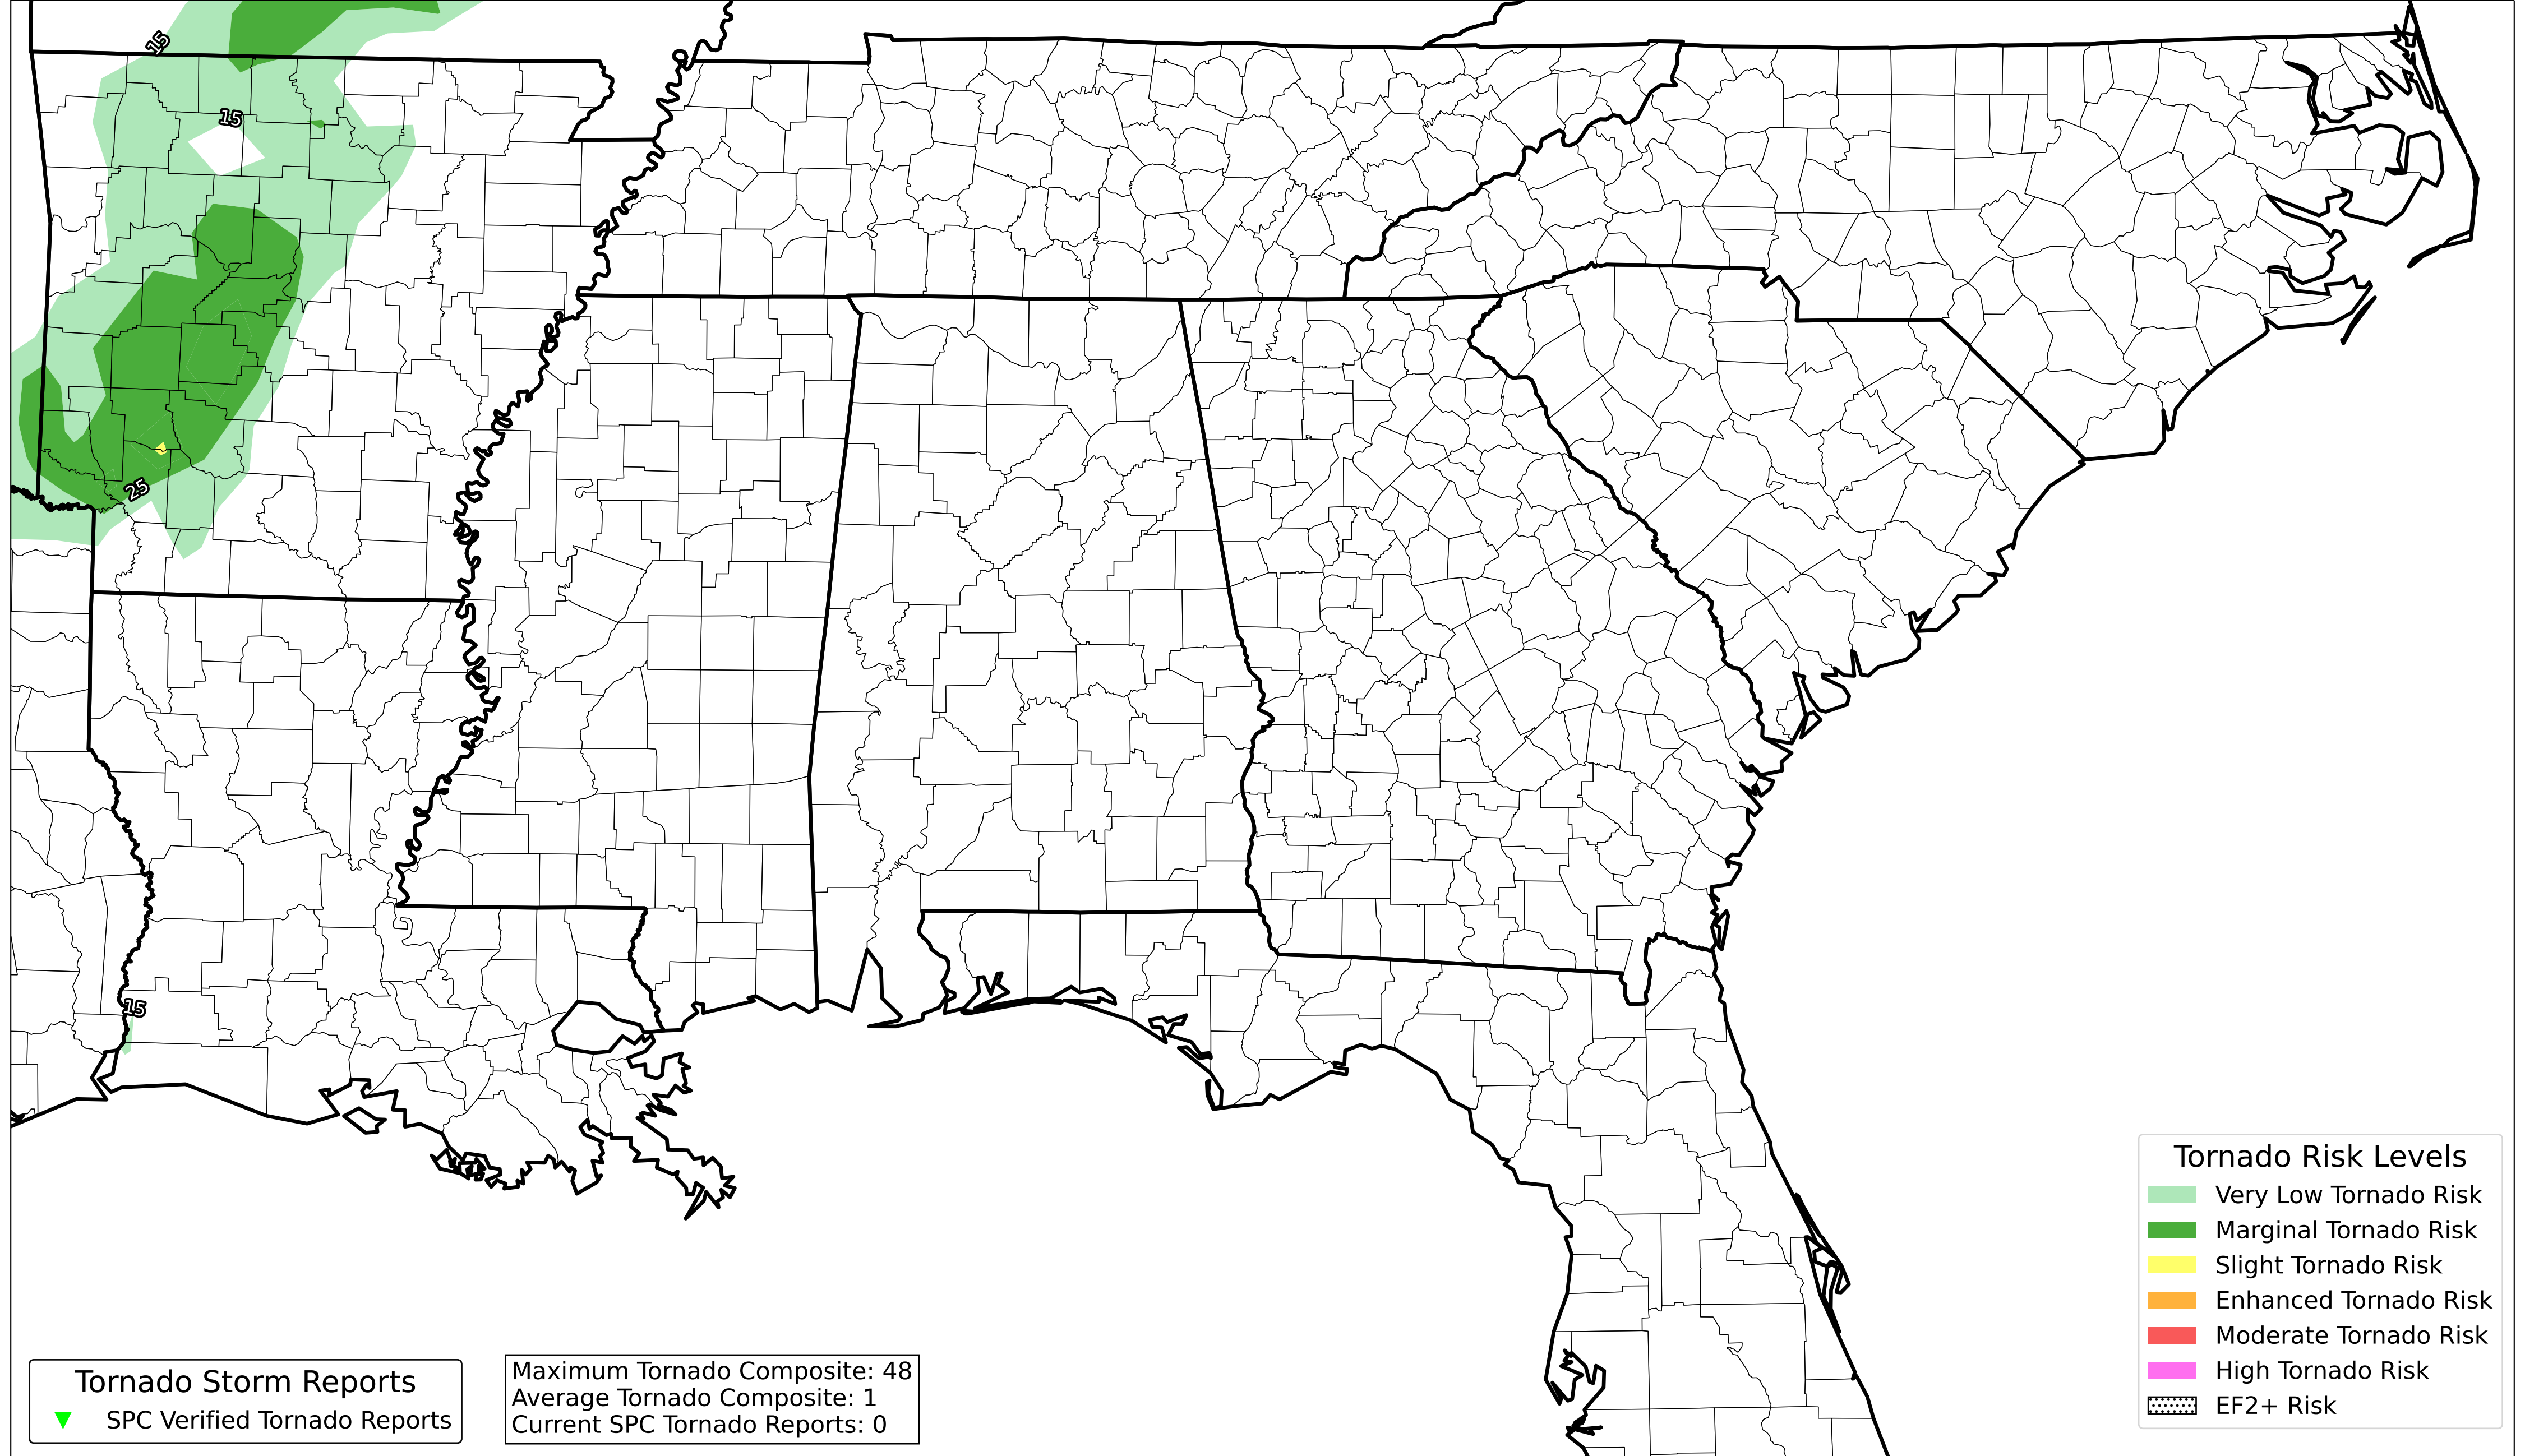 15
15
25
15
Tornado Risk Levels
Very Low Tornado Risk
Marginal Tornado Risk
Slight Tornado Risk
Enhanced Tornado Risk
Moderate Tornado Risk
High Tornado Risk
EF2+ Risk
Tornado Storm Reports
SPC Verified Tornado Reports
Maximum Tornado Composite: 48
Average Tornado Composite: 1
Current SPC Tornado Reports: 0